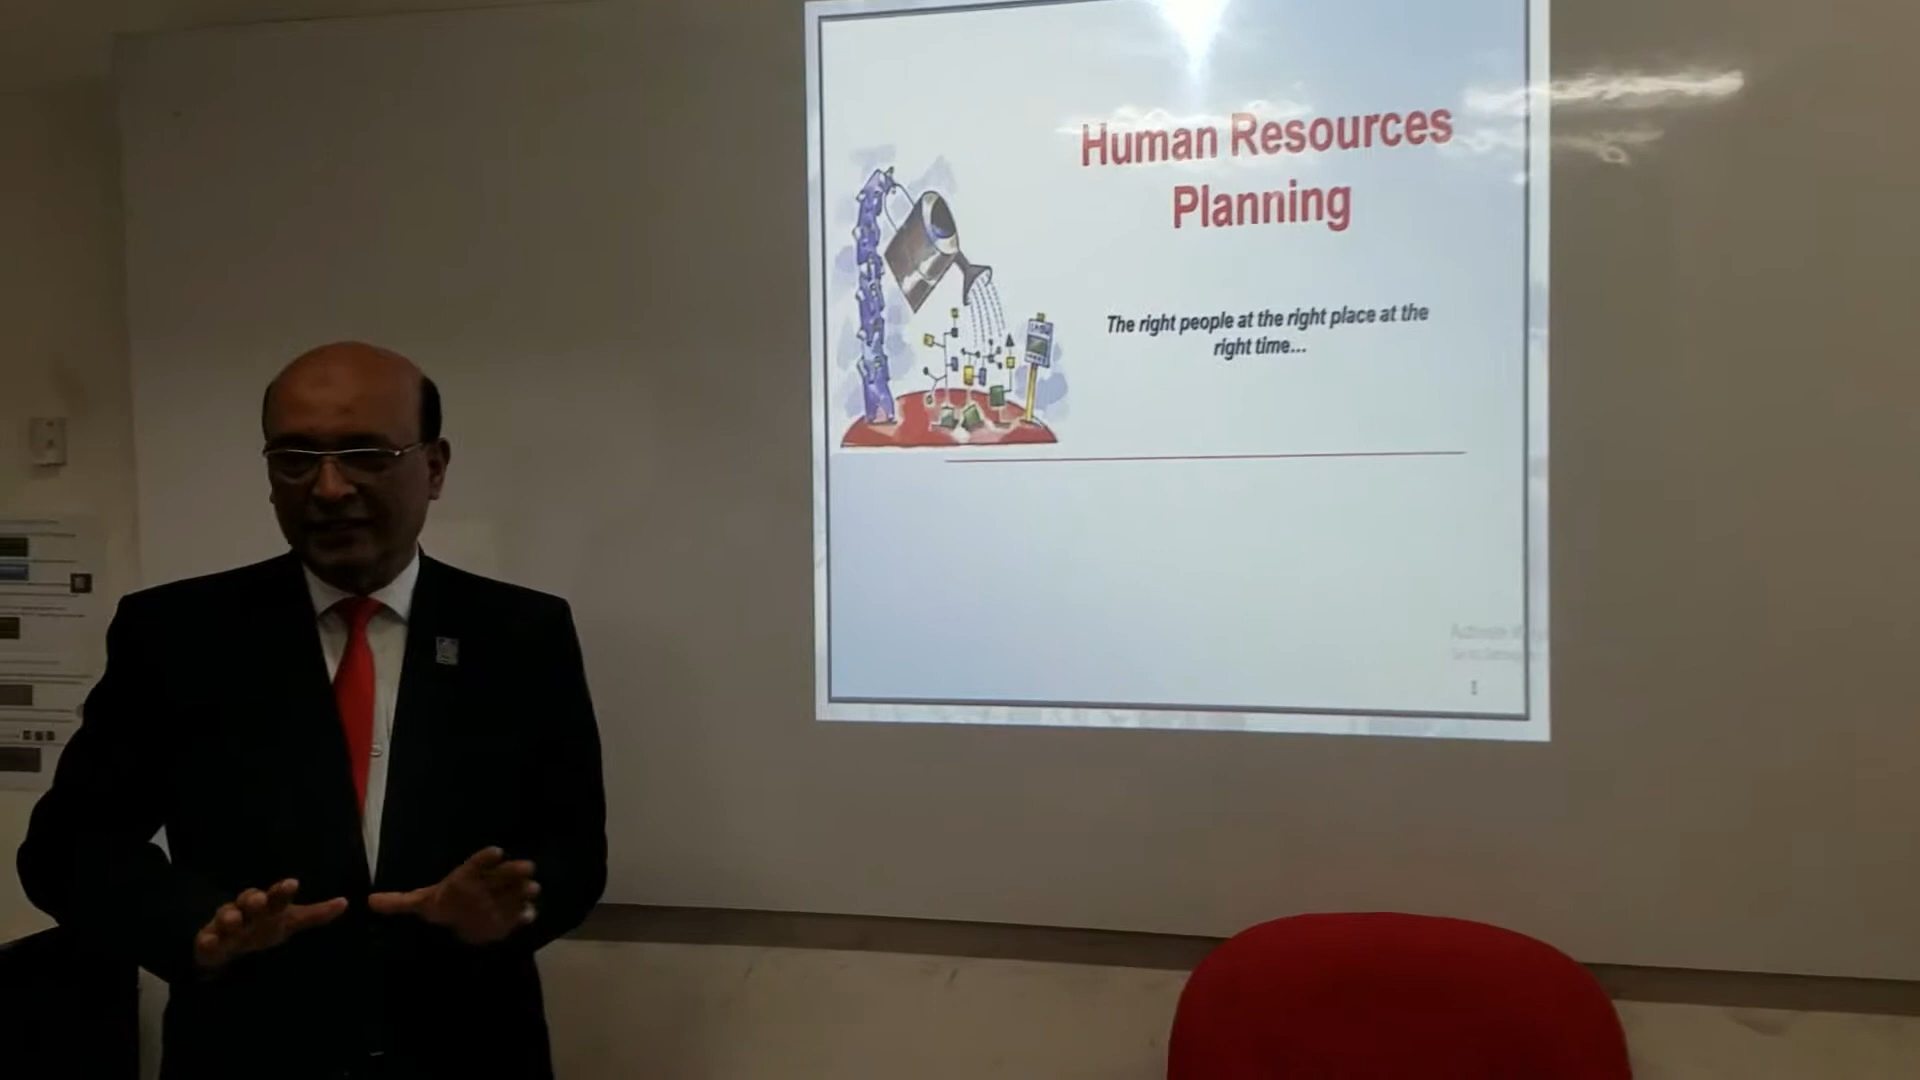 Human Resources
Planning
The right people at the right place at the
right time...